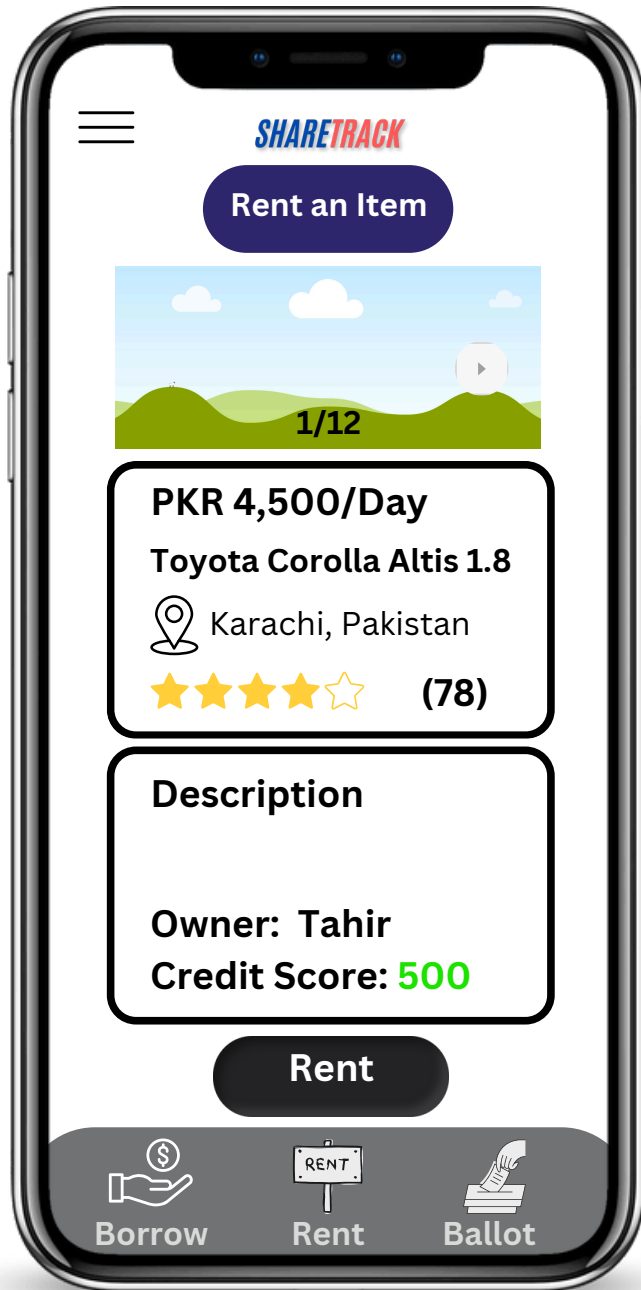 SHARETRACK
Rent an Item
1/12
PKR 4,500/Day
Toyota Corolla Altis 1.8
Karachi, Pakistan
(78)
Description
Owner: Tahir
Credit Score: 500
Rent
$
RENT
Borrow Rent Ballot